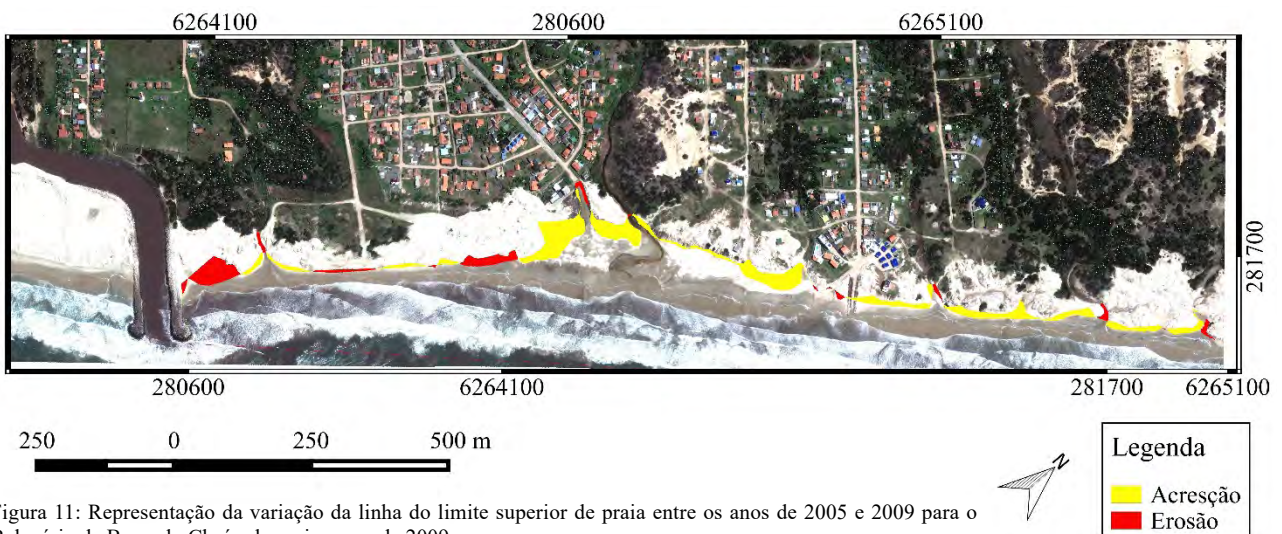 6264100 280600 6265100
281700
280600 6264100 281700 6265100
250 0 250 500 m
N
Legenda
Acresção
Erosão
Figura 11: Representação da variação da linha do limite superior de praia entre os anos de 2005 e 2009 para o